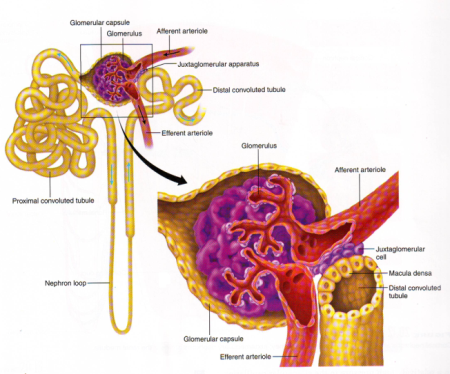 Glomerular capsule
Glomerulus
Afferent arteriole
Juxtaglomerular apparatus
Distal convoluted tubule
Efferent arteriole
Proximal convoluted tubule
Nephron loop
Glomerulus
Afferent arteriole
Juxtaglomerular
cell
Macula densa
Distal convoluted
tubule
Glomerular capsule
Efferent arteriole